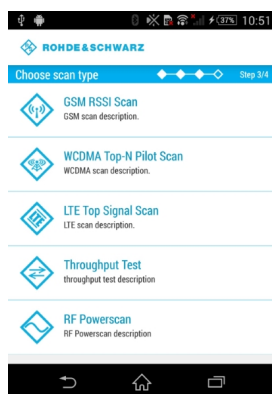 37% 10:51
ROHDE&SCHWARZ
Choose scan type Step 3/4
GSM RSSI Scan
GSM scan description.
WCDMA Top-N Pilot Scan
WCDMA scan description.
LTE Top Signal Scan
LTE
LTE scan description.
Throughput Test
throughput test description
RF Powerscan
RF Powerscan description